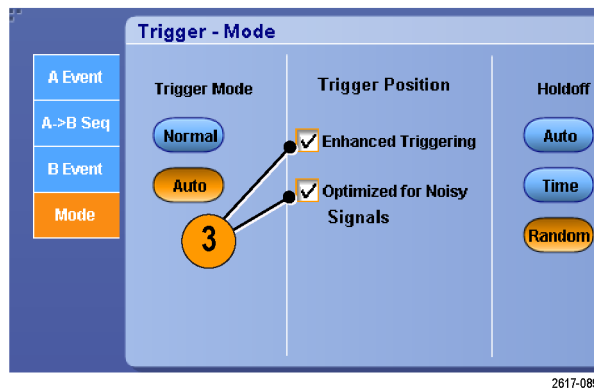 Trigger - Mode
A Event
A->B Seq
B Event
Mode
Trigger Mode
Normal
Auto
3
Trigger Position
Enhanced Triggering
Optimized for Noisy
Signals
Holdoff
Auto
Time
Random